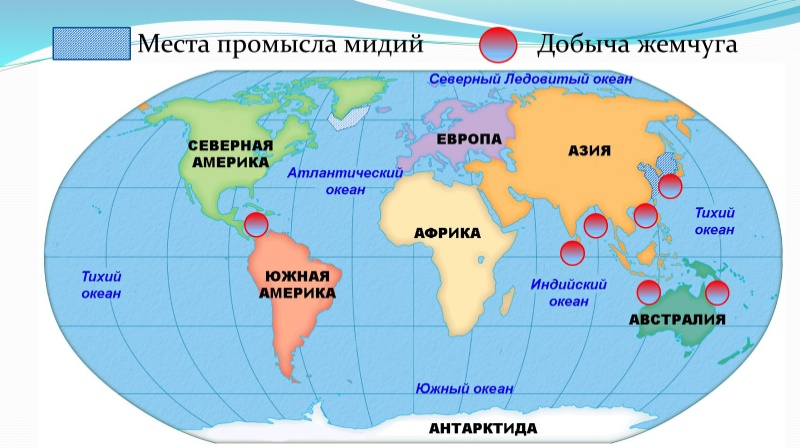 Места промысла мидий
Добыча жемчуга
Северный Ледовитый океан
СЕВЕРНАЯ
АМЕРИКА
ЕВРОПА
АЗИЯ
Атлантический
океан
Тихий
океан
АФРИКА
Тихий
океан
ЮЖНАЯ
АМЕРИКА
Индийский
океан
АВСТРАЛИЯ
Южный океан
АНТАРКТИДА